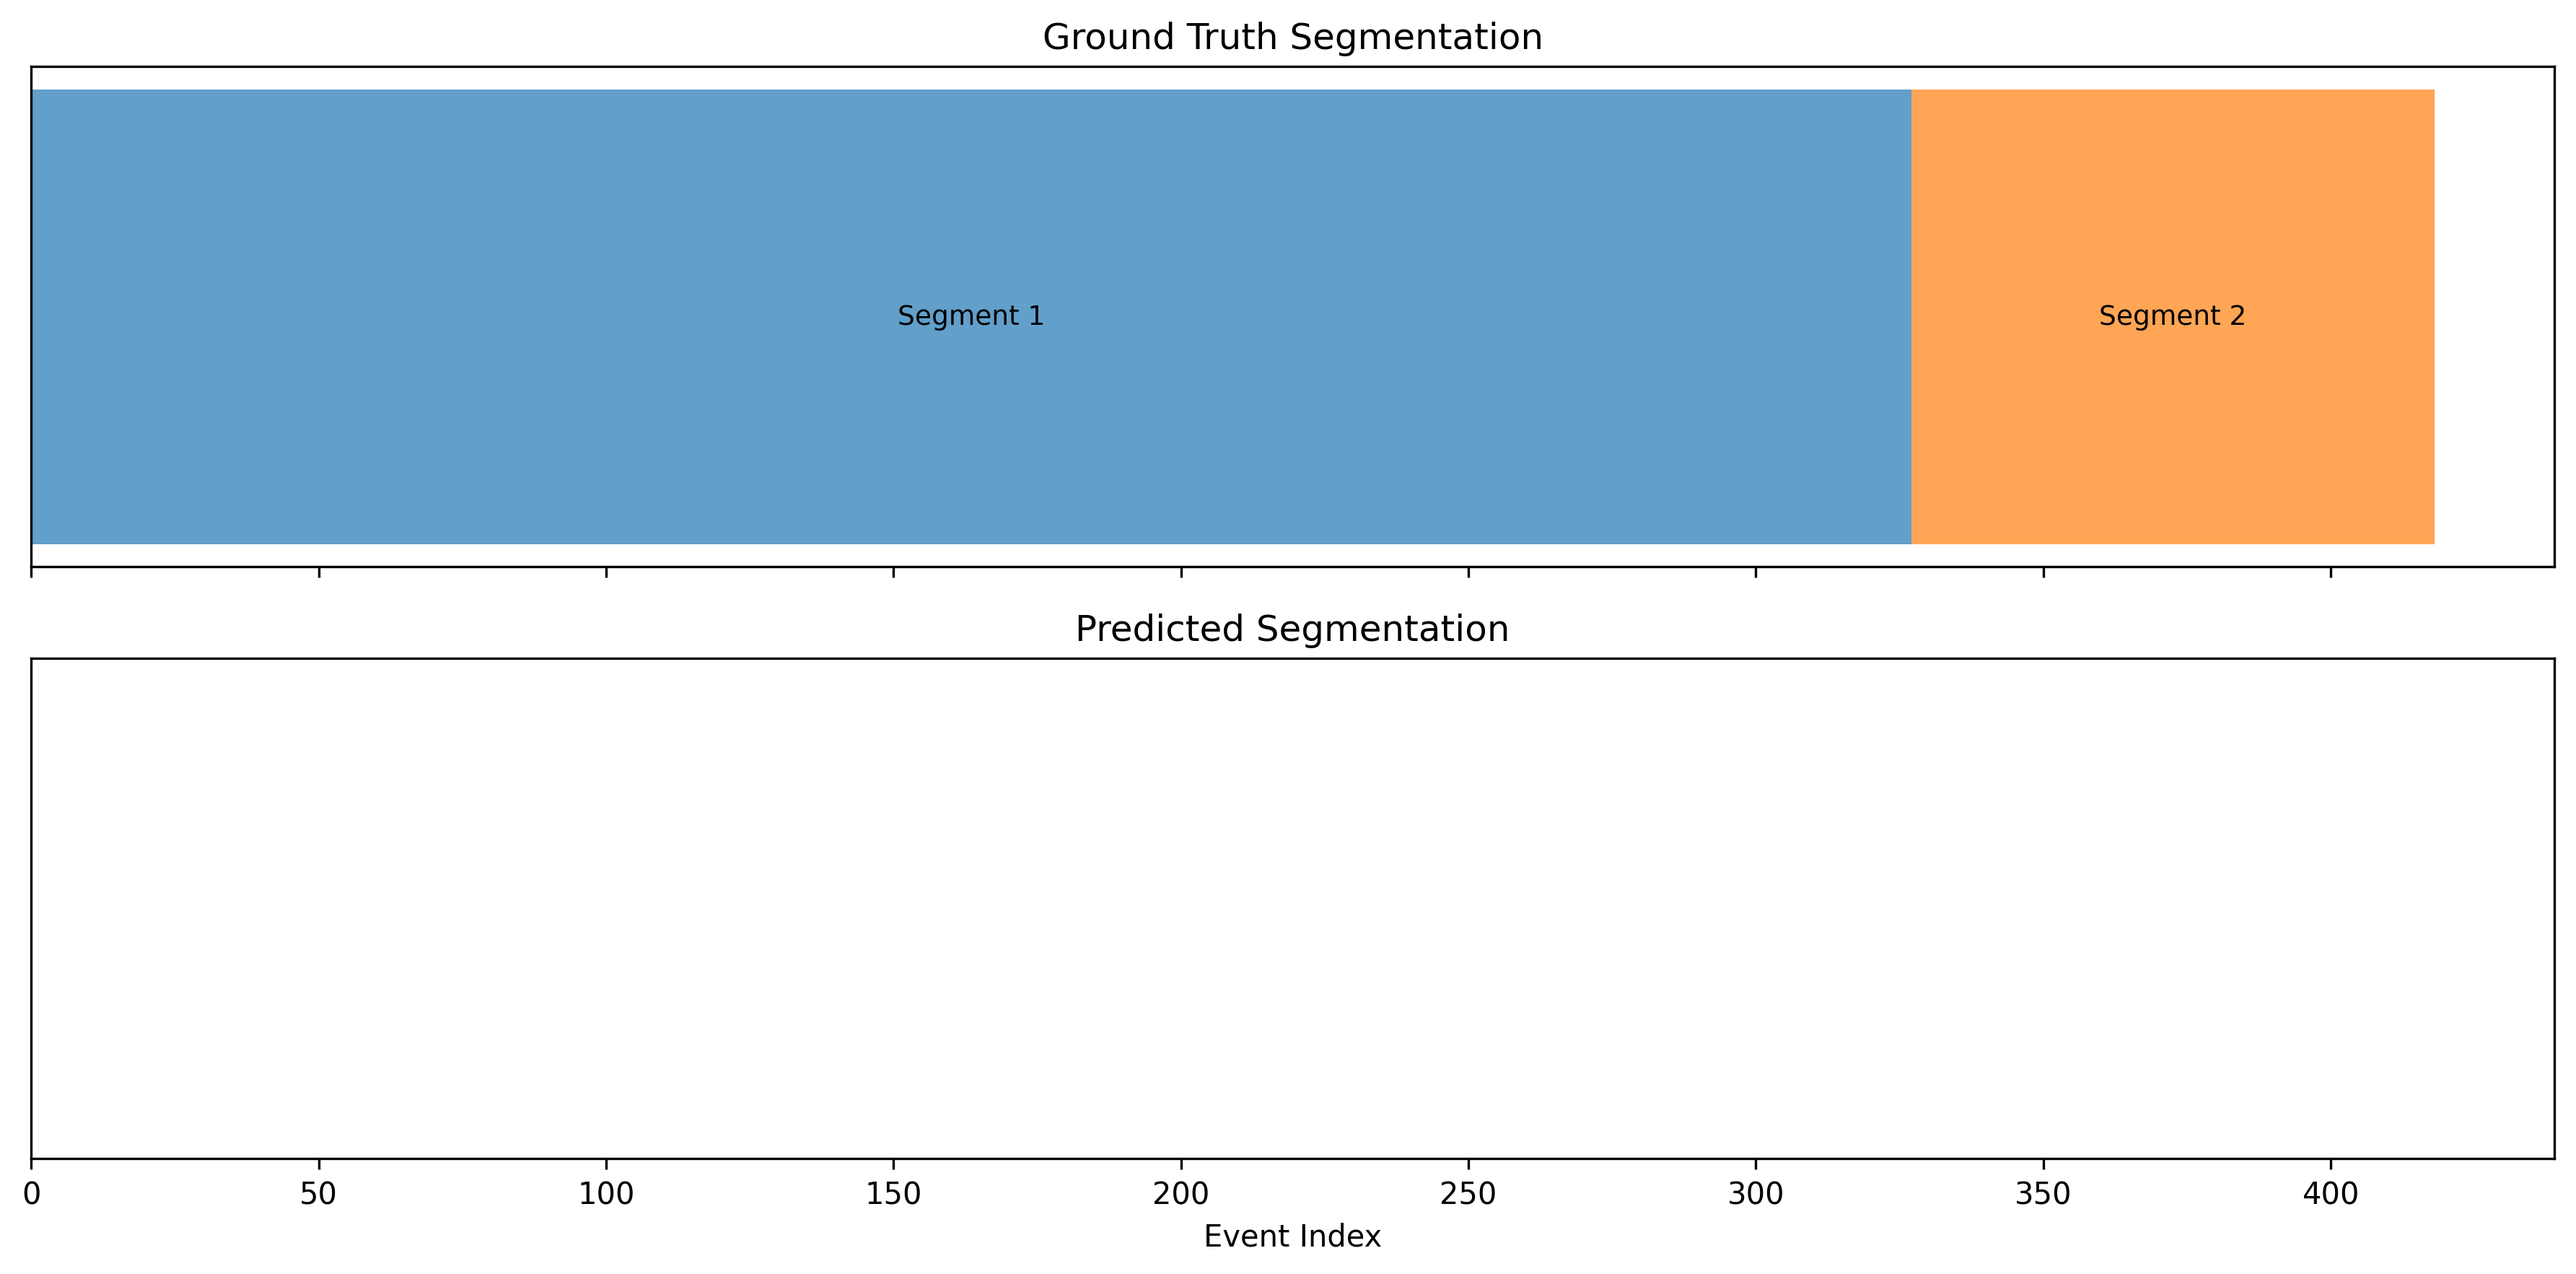 Ground Truth Segmentation
Segment 1 Segment 2
Predicted Segmentation
0 50 100 150 200 250 300 350 400
Event Index